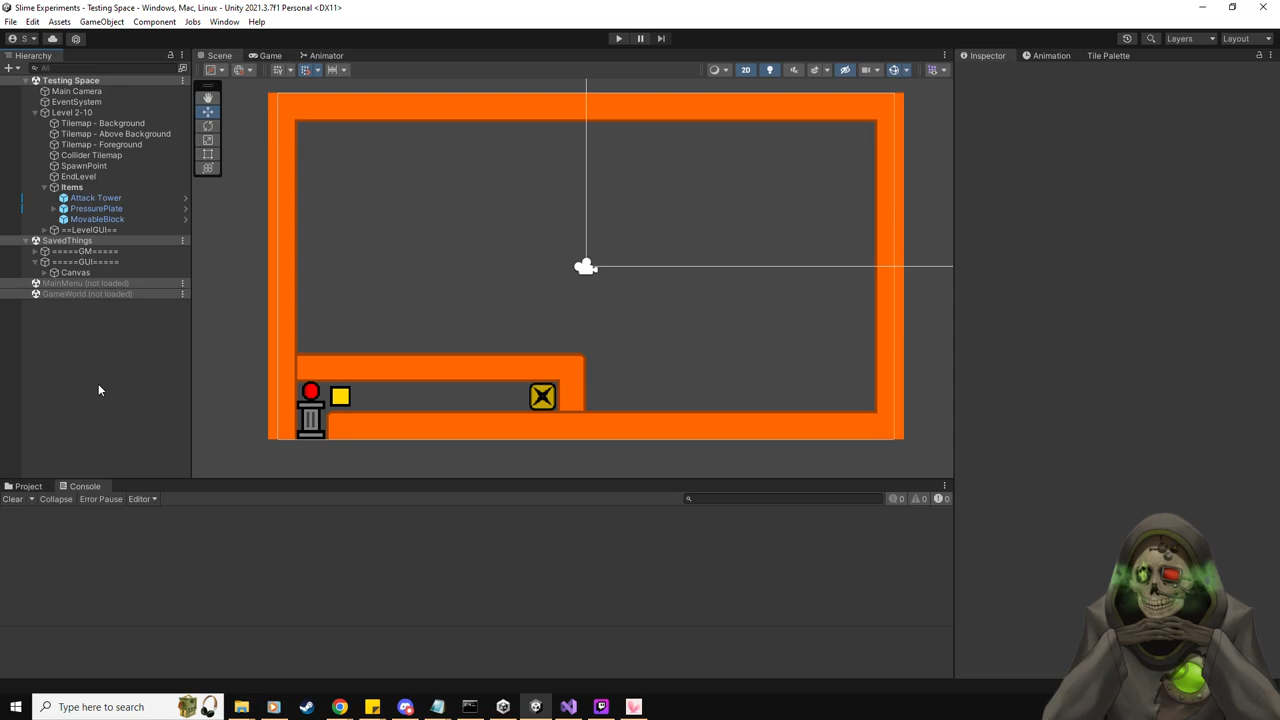 Slime Experiments - Testing Space - Windows, Mac, Linux - Unity 2021.3.7f1 Personal <DX11>
File Edit Assets GameObject Component Jobs Window Help
S Layers Layout
Hierarchy Scene Game Animator Inspector Animation Tile Palette
All 2D
Testing Space
Main Camera
EventSystem
Level 2-10
Tilemap - Background
Tilemap - Above Background
Tilemap - Foreground
Collider Tilemap
SpawnPoint
EndLevel
Items
Attack Tower
PressurePlate
MovableBlock
==LevelGUI==
SavedThings
=====GM=====
=====GUI=====
Canvas
MainMenu (not loaded)
GameWorld (not loaded)
Project Console
Clear Collapse Error Pause Editor 0 0 0
Type here to search